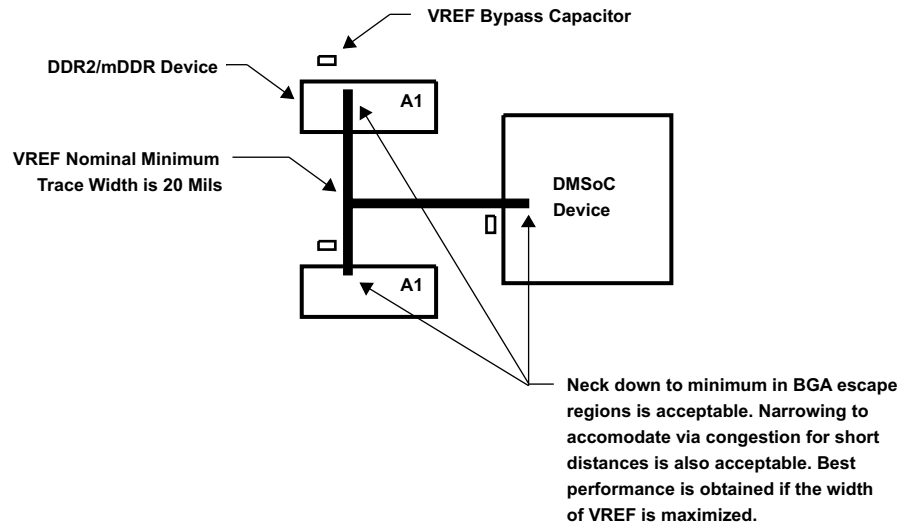 VREF Bypass Capacitor
DDR2/mDDR Device
A1
VREF Nominal Minimum
Trace Width is 20 Mils
DMSoC
Device
A1
Neck down to minimum in BGA escape
regions is acceptable. Narrowing to
accomodate via congestion for short
distances is also acceptable. Best
performance is obtained if the width
of VREF is maximized.